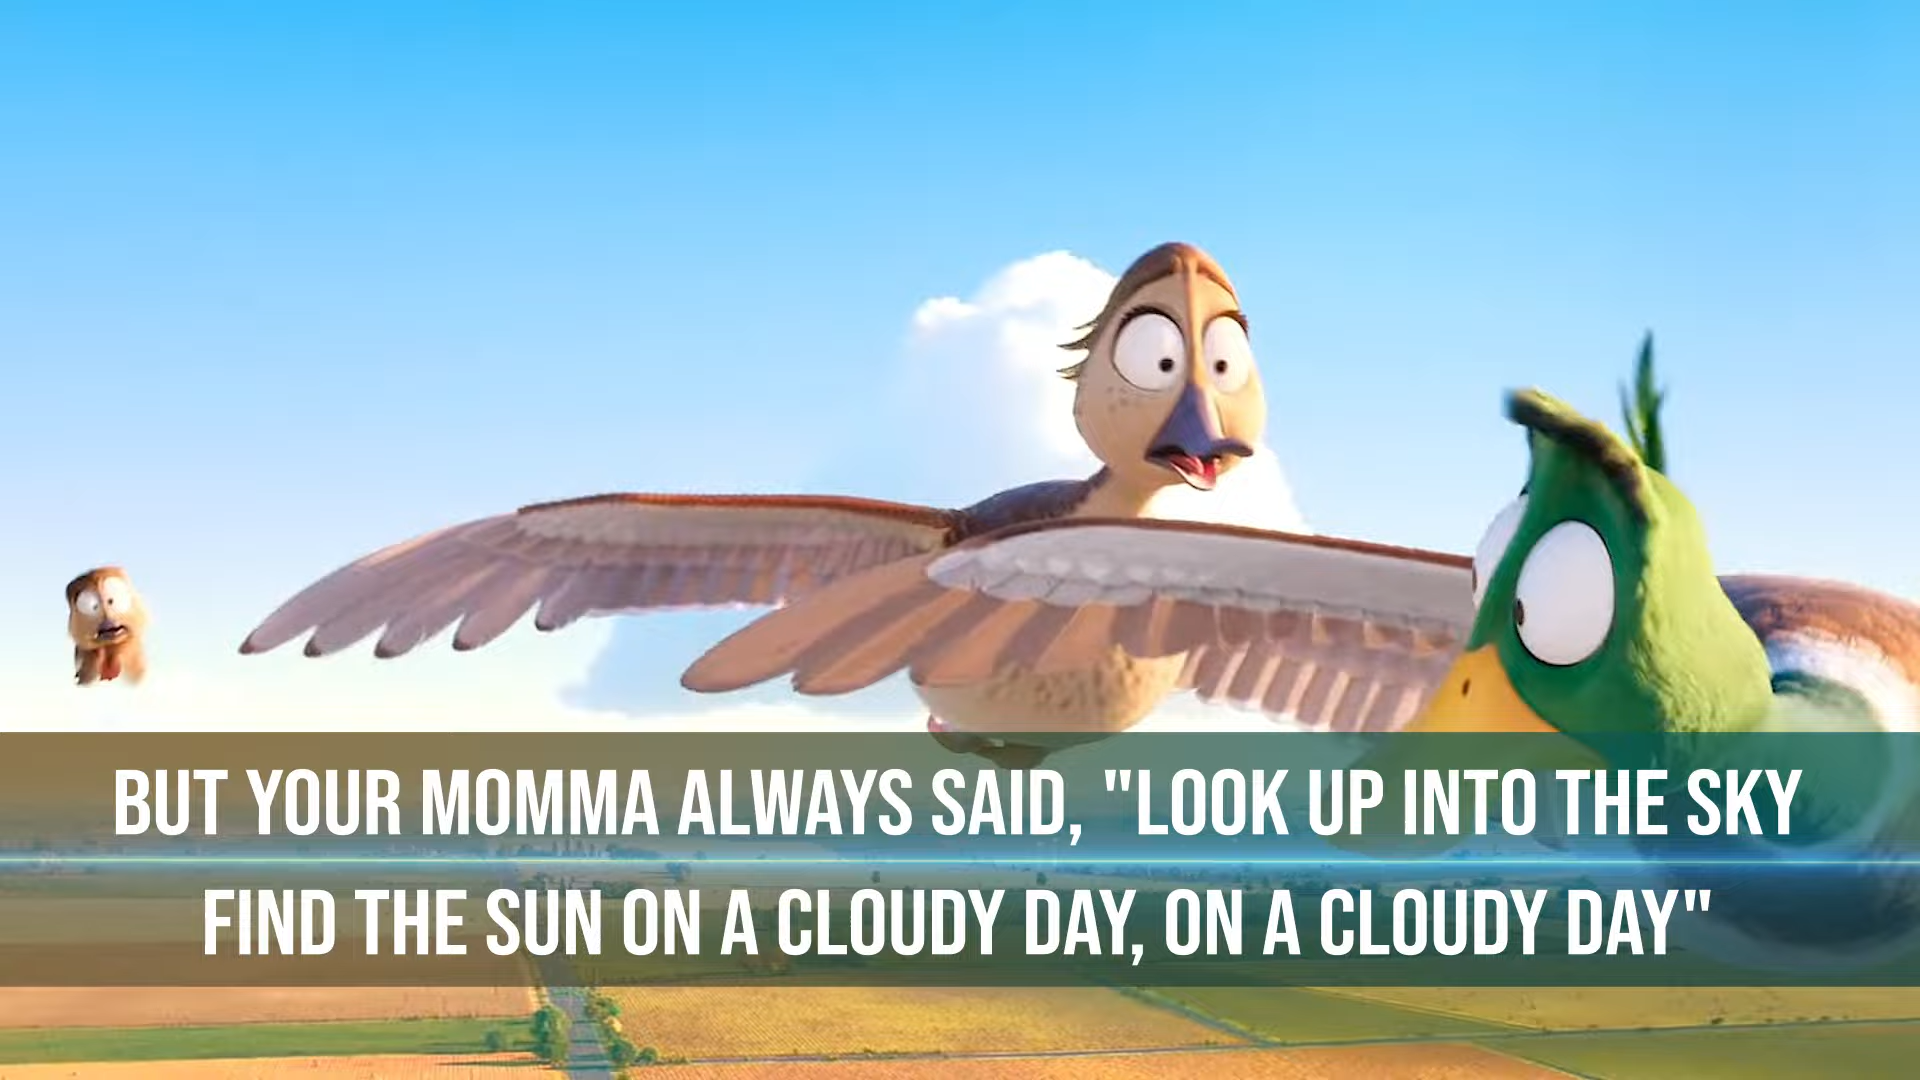 BUT YOUR MOMMA ALWAYS SAID, "LOOK UP INTO THE SKY
FIND THE SUN ON A CLOUDY DAY, ON A CLOUDY DAY"